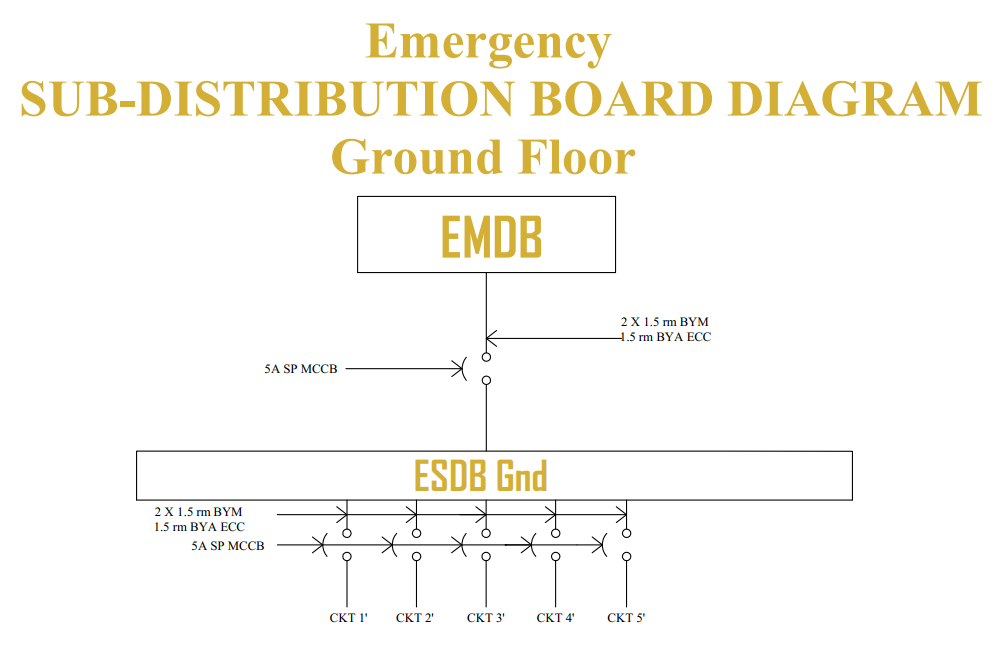 Emergency
SUB-DISTRIBUTION BOARD DIAGRAM
Ground Floor
EMDB
2 X 1.5 rm BYM
1.5 rm BYA ECC
5A SP MCCB
ESDB Gnd
2 X 1.5 rm BYM
1.5 rm BYA ECC
5A SP MCCB
CKT 1' CKT 2' CKT 3' CKT 4' CKT 5'